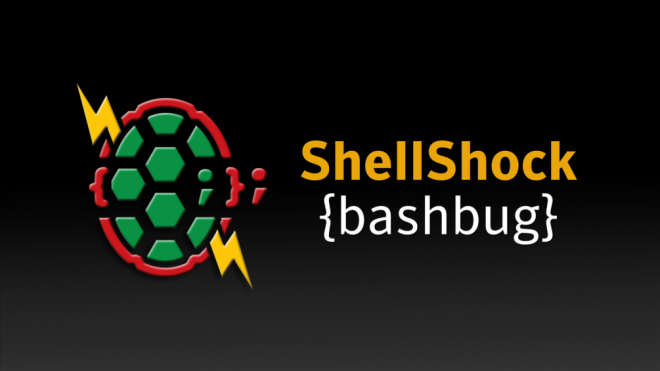 { ; } ;
ShellShock
{bashbug}